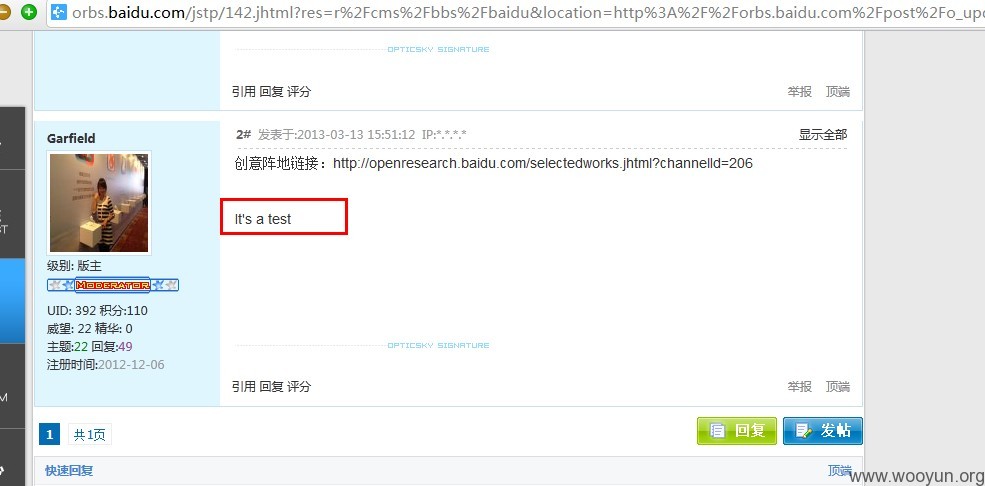 orbs.baidu.com/jstp/142.jhtml?res=r%2Fcms%2Fbbs%2Fbaidu&location=http%3A%2F%2Forbs.baidu.com%2Fpost%2Fo_upd
OPTICSKY SIGNATURE
引用 回复 评分 举报 顶端
Garfield
2# 发表于:2013-03-13 15:51:12 IP:*.*.*.* 显示全部
创意阵地链接：http://openresearch.baidu.com/selectedworks.jhtml?channelId=206
It's a test
级别: 版主
MODERATOR
UID: 392 积分:110
威望: 22 精华: 0
主题:22 回复:49
注册时间:2012-12-06
OPTICSKY SIGNATURE
引用 回复 评分 举报 顶端
1 共1页 回复 发帖
快速回复 顶端
www.wooyun.org